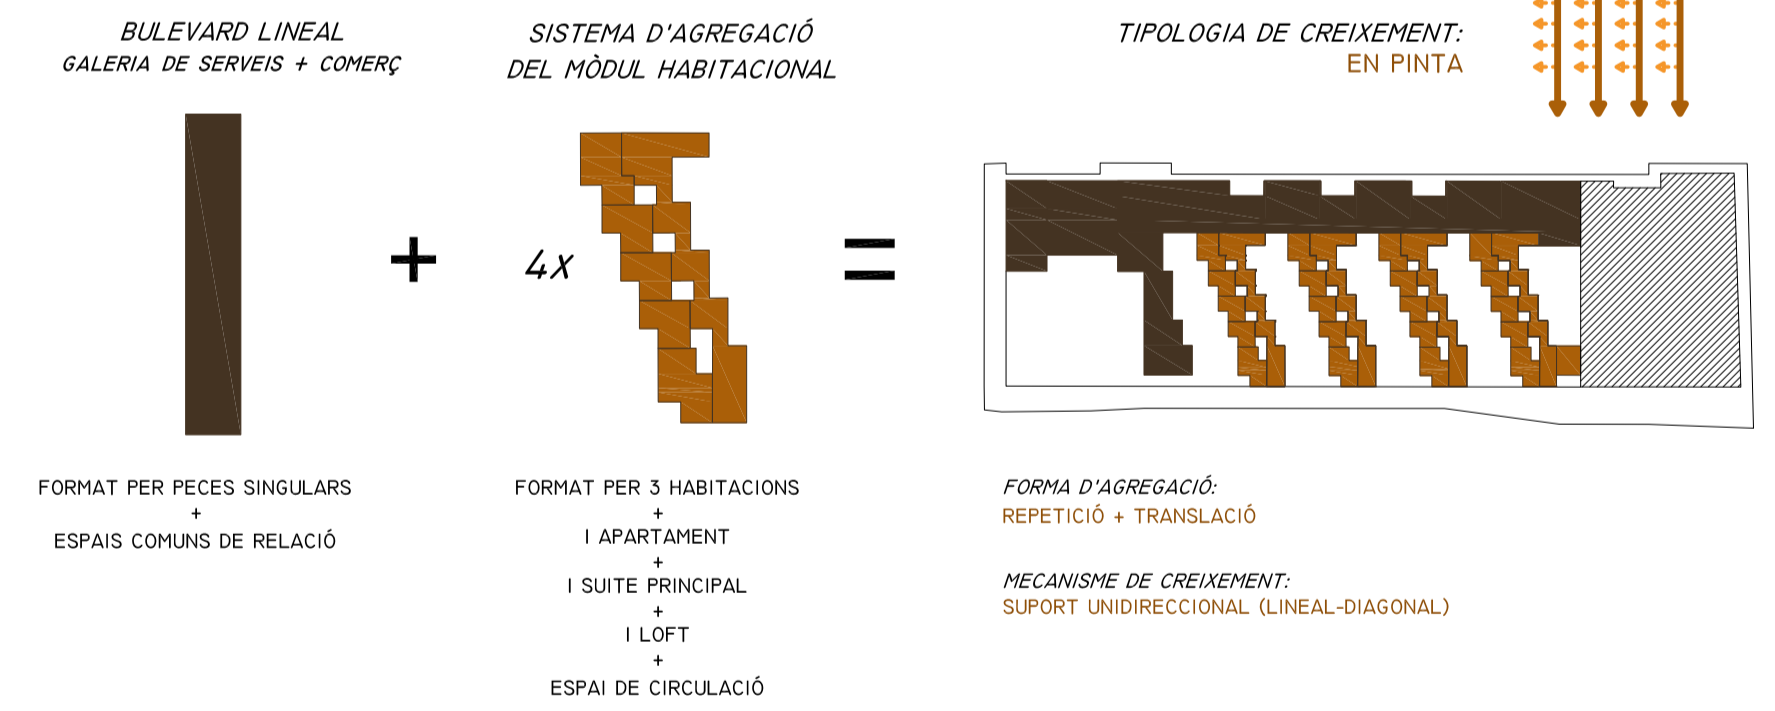 BULEVARD LINEAL
GALERIA DE SERVEIS + COMERÇ
FORMAT PER PECES SINGULARS
+
ESPAIS COMUNS DE RELACIÓ
+
SISTEMA D'AGREGACIÓ
DEL MÒDUL HABITACIONAL
4x
FORMAT PER 3 HABITACIONS
+
1 APARTAMENT
+
1 SUITE PRINCIPAL
+
1 LOFT
+
ESPAI DE CIRCULACIÓ
=
TIPOLOGIA DE CREIXEMENT:
EN PINTA
FORMA D'AGREGACIÓ:
REPETICIÓ + TRANSLACIÓ
MECANISME DE CREIXEMENT:
SUPORT UNIDIRECCIONAL (LINEAL-DIAGONAL)